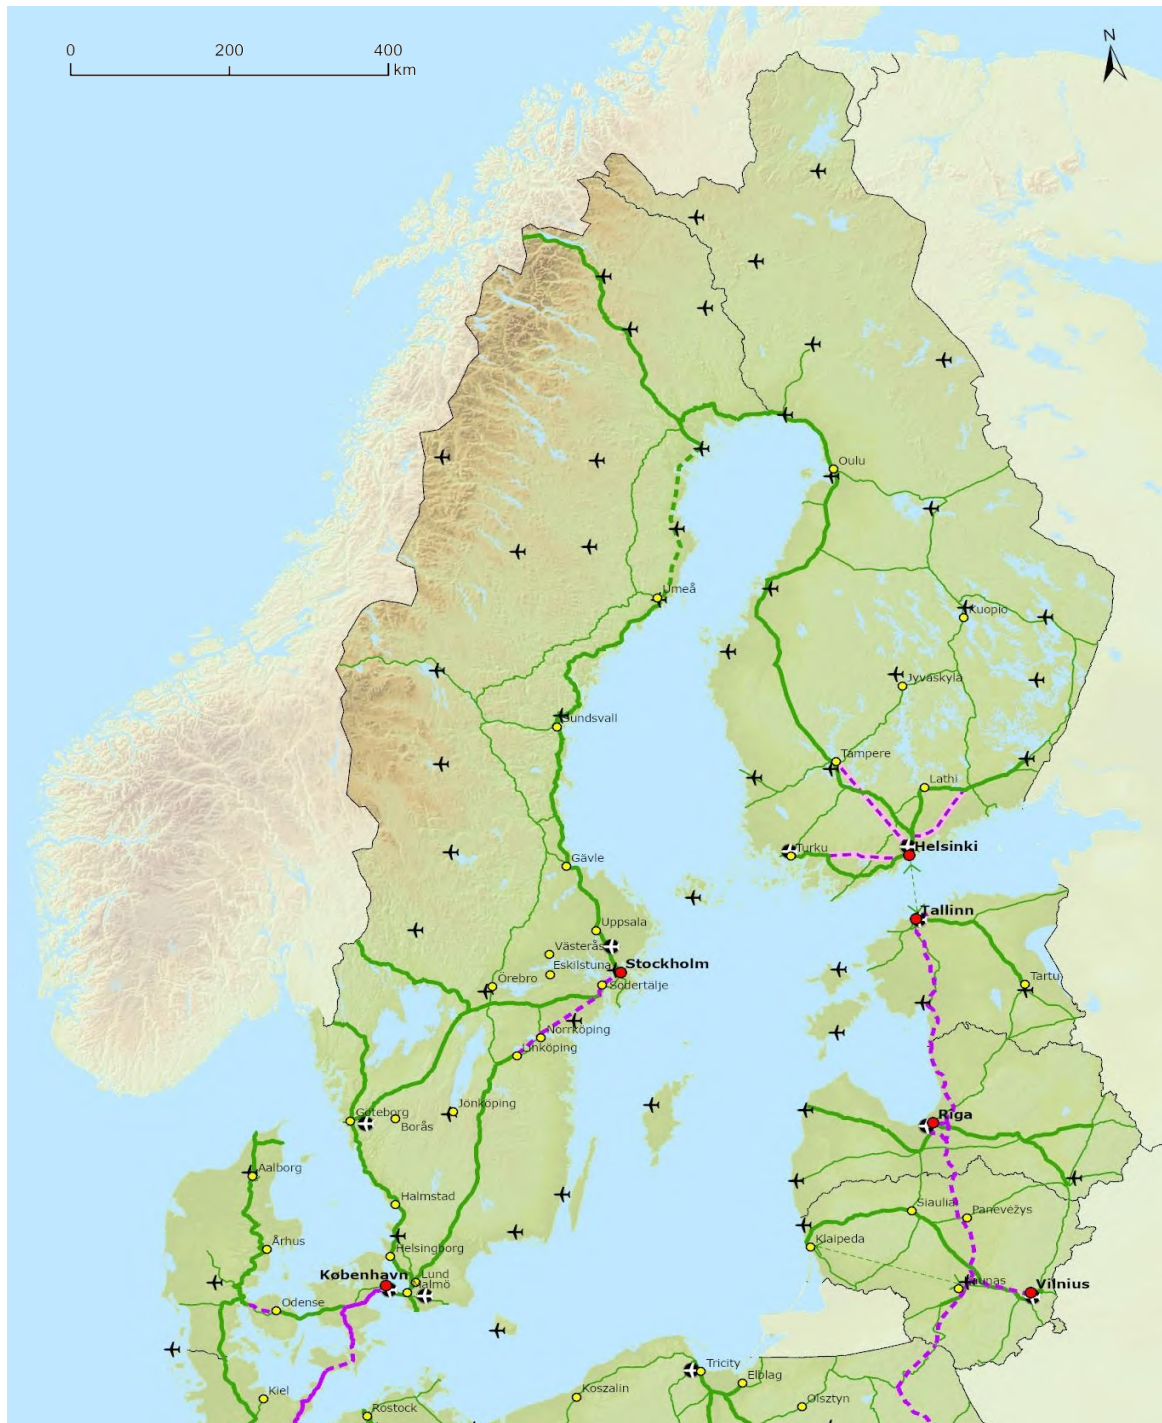 0 200 400
km
N
Oulu
Umeå
Kuopio
Jyväskylä
Sundsvall
Tampere
Lathi
Turku
Helsinki
Gävle
Tallinn
Uppsala
Västerås
Eskilstuna
Stockholm
Örebro
Södertälje
Tartu
Norrköping
Linköping
Jönköping
Göteborg
Borås
Riga
Aalborg
Halmstad
Siauliai
Panevėžys
Århus
Klaipeda
Helsingborg
København
Lund
Malmö
Kaunas
Vilnius
Odense
Tricity
Elblag
Kiel
Koszalin
Olsztyn
Rostock